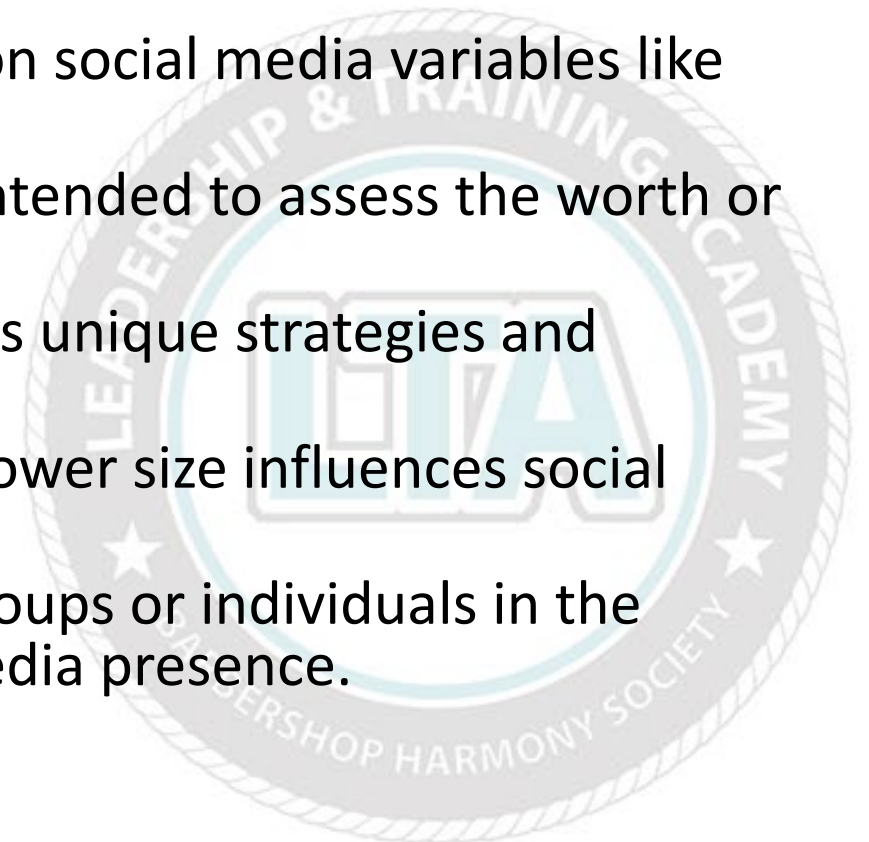 on social media variables like
ntended to assess the worth or
s unique strategies and
ower size influences social
oups or individuals in the
edia presence.
LEADERSHIP & TRAINING ACADEMY
LTA
BARBERSHOP HARMONY SOCIETY